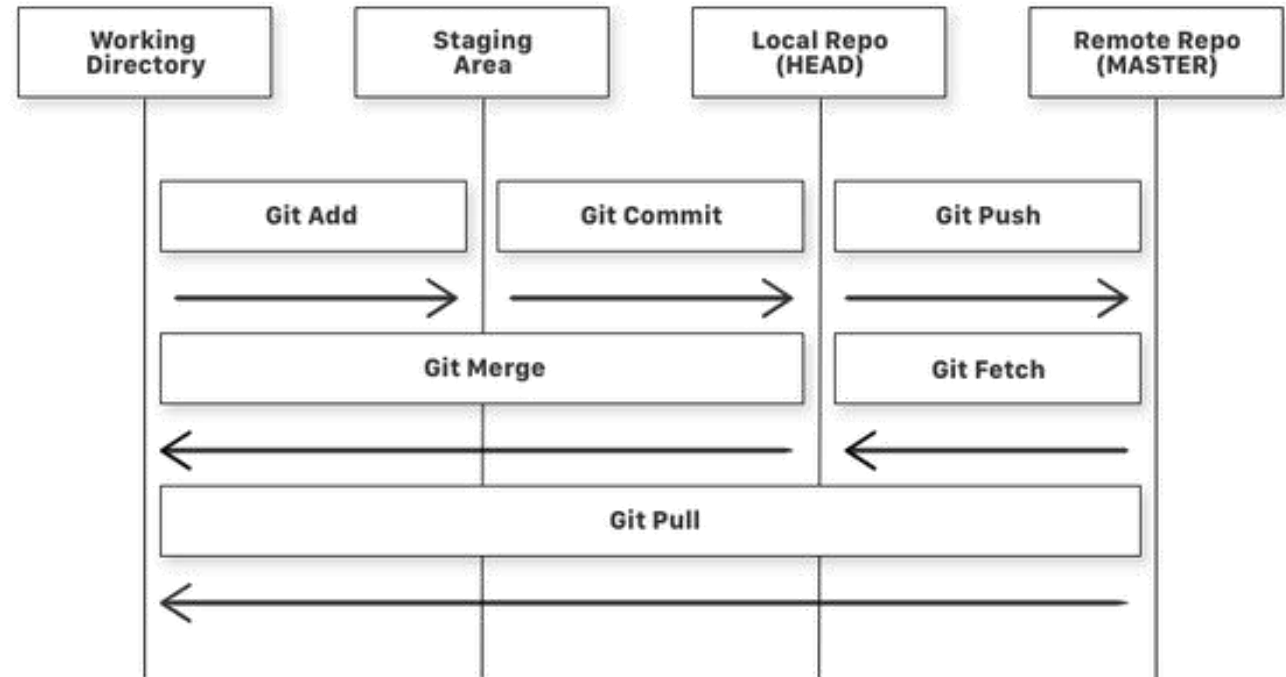 Working
Directory
Staging
Area
Local Repo
(HEAD)
Remote Repo
(MASTER)
Git Add
Git Commit
Git Push
Git Merge
Git Fetch
Git Pull